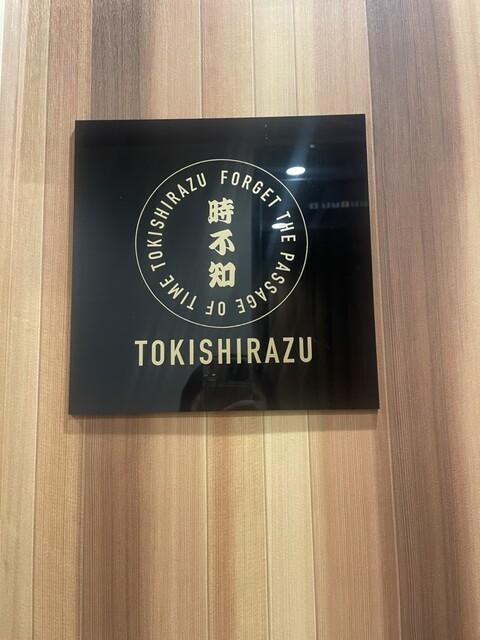 TOKISHIRAZU FORGET THE PASSAGE OF TIME
時不知
TOKISHIRAZU